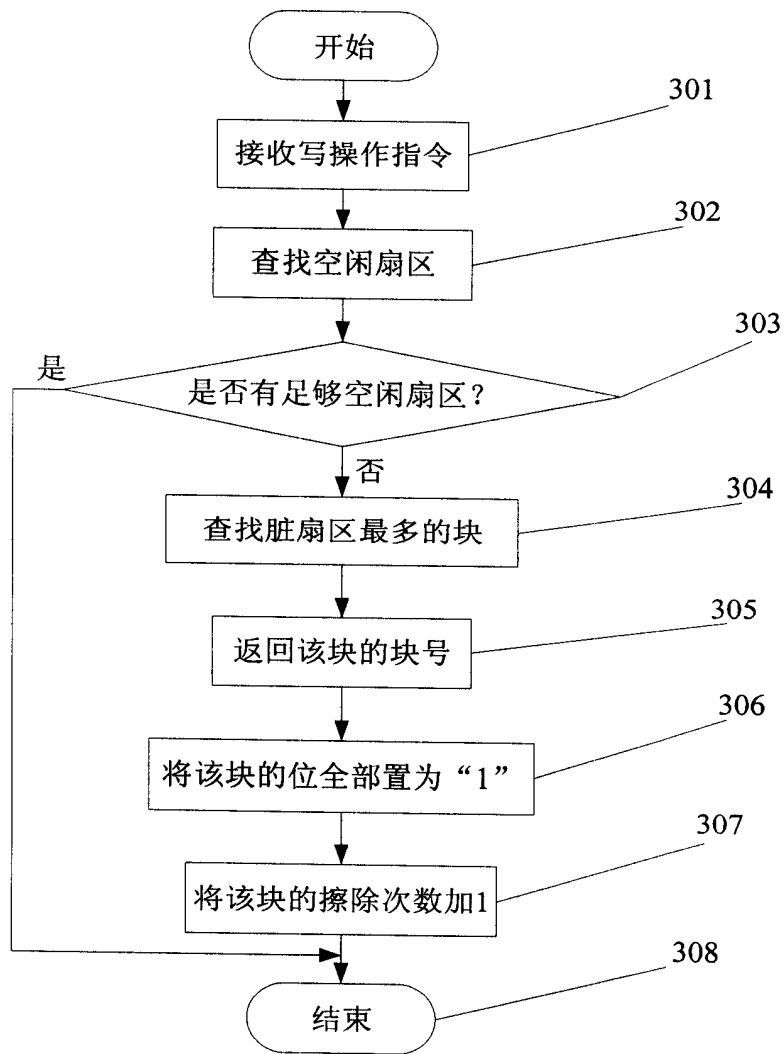 开始
301
接收写操作指令
302
查找空闲扇区
303
是
是否有足够空闲扇区？
否
304
查找脏扇区最多的块
305
返回该块的块号
306
将该块的位全部置为“1”
307
将该块的擦除次数加1
308
结束